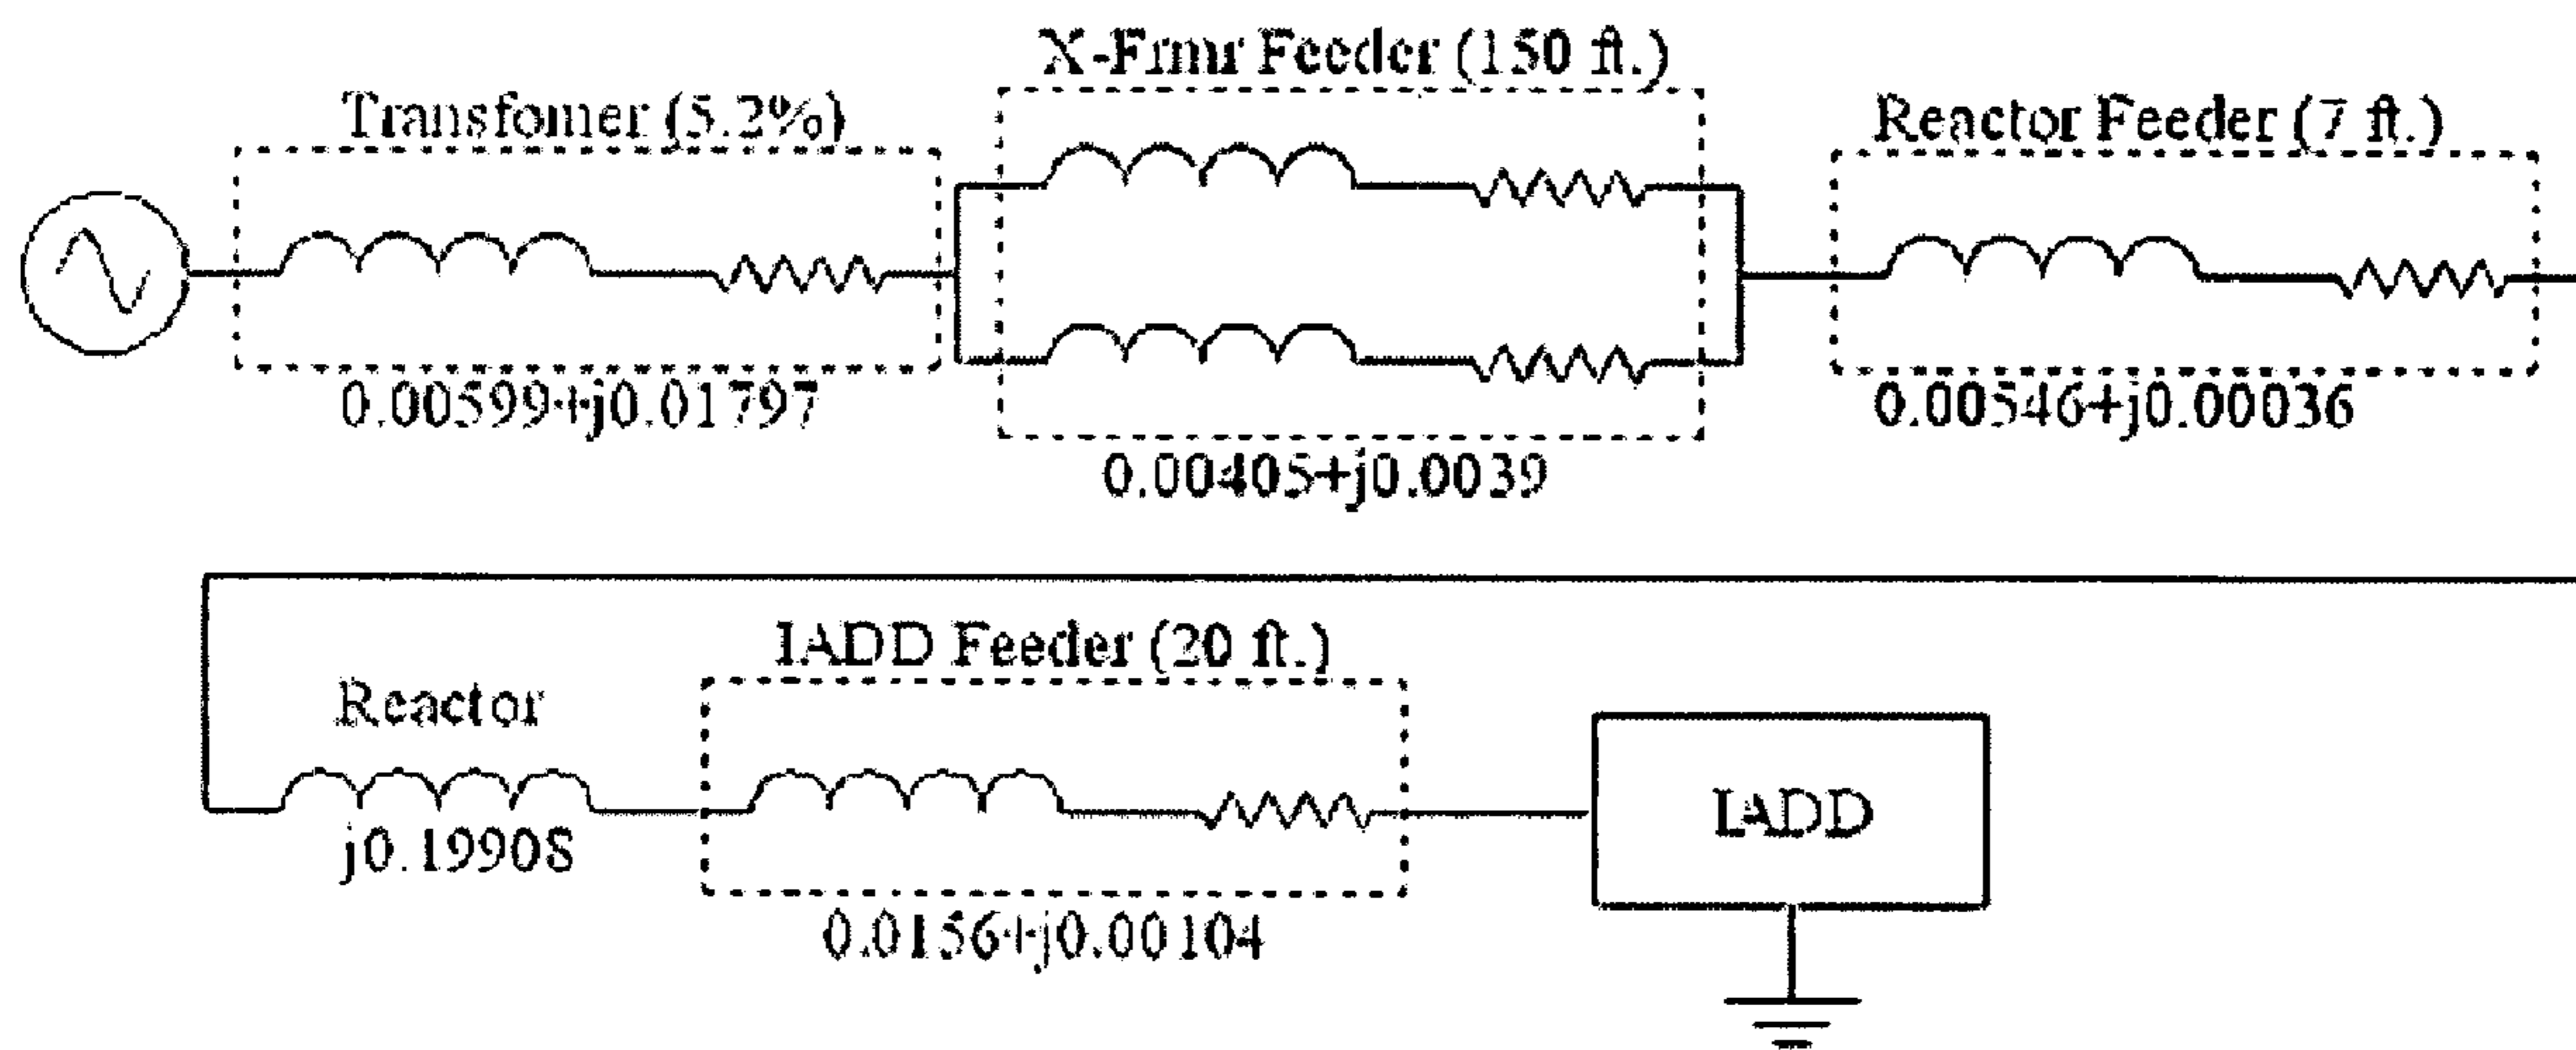 X-Frmr Feeder (150 ft.)
Transfomer (5.2%)
Reactor Feeder (7 ft.)
0.00599+j0.01797
0.00405+j0.0039
0.00546+j0.00036
IADD Feeder (20 ft.)
Reactor
j0.19908
0.0156+j0.00104
IADD